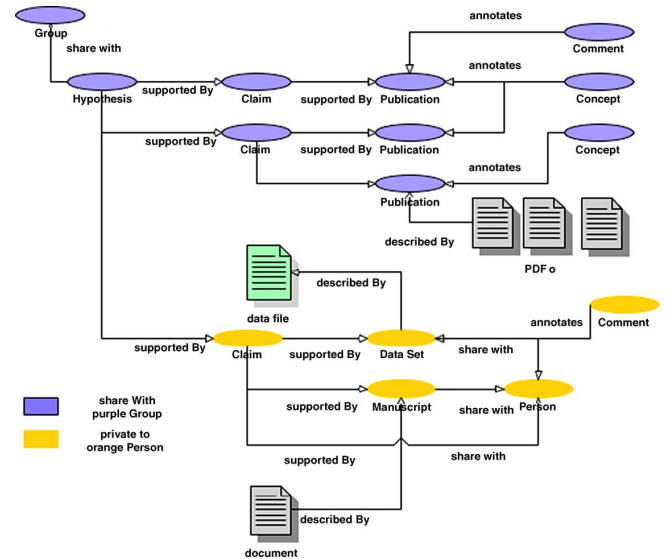 annotates
Group
Comment
share with
annotates
Hypothesis
supported By
Claim
supported By
Publication
Concept
supported By
Claim
supported By
Publication
Concept
annotates
Publication
described By
PDF o
described By
data file
annotates
Comment
supported By
Claim
supported By
Data Set
share with
supported By
Manuscript
share with
Person
share With
purple Group
private to
orange Person
supported By
share with
described By
document